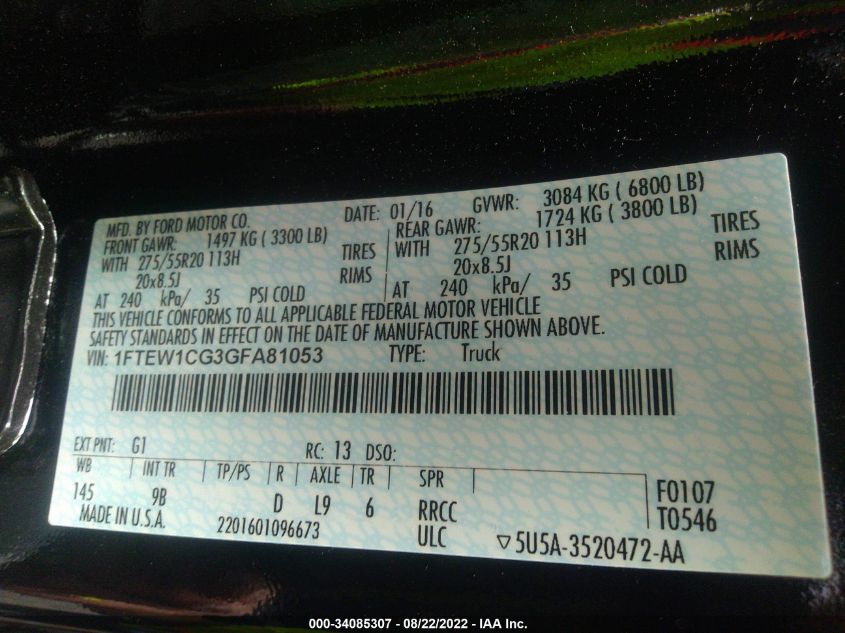 MFD. BY FORD MOTOR CO. DATE: 01/16 GVWR: 3084 KG ( 6800 LB)
FRONT GAWR: 1497 KG ( 3300 LB) REAR GAWR: 1724 KG ( 3800 LB)
WITH 275/55R20 113H TIRES WITH 275/55R20 113H TIRES
20x8.5J RIMS 20x8.5J RIMS
AT 240 kPa/ 35 PSI COLD AT 240 kPa/ 35 PSI COLD
THIS VEHICLE CONFORMS TO ALL APPLICABLE FEDERAL MOTOR VEHICLE
SAFETY STANDARDS IN EFFECT ON THE DATE OF MANUFACTURE SHOWN ABOVE.
VIN: 1FTEW1CG3GFA81053 TYPE: Truck
EXT PNT: G1 RC: 13 DSO:
WB INT TR TP/PS R AXLE TR SPR
145 9B D L9 6 RRCC F0107
MADE IN U.S.A. 2201601096673 ULC T0546
▽5U5A-3520472-AA
000-34085307 - 08/22/2022 - IAA Inc.